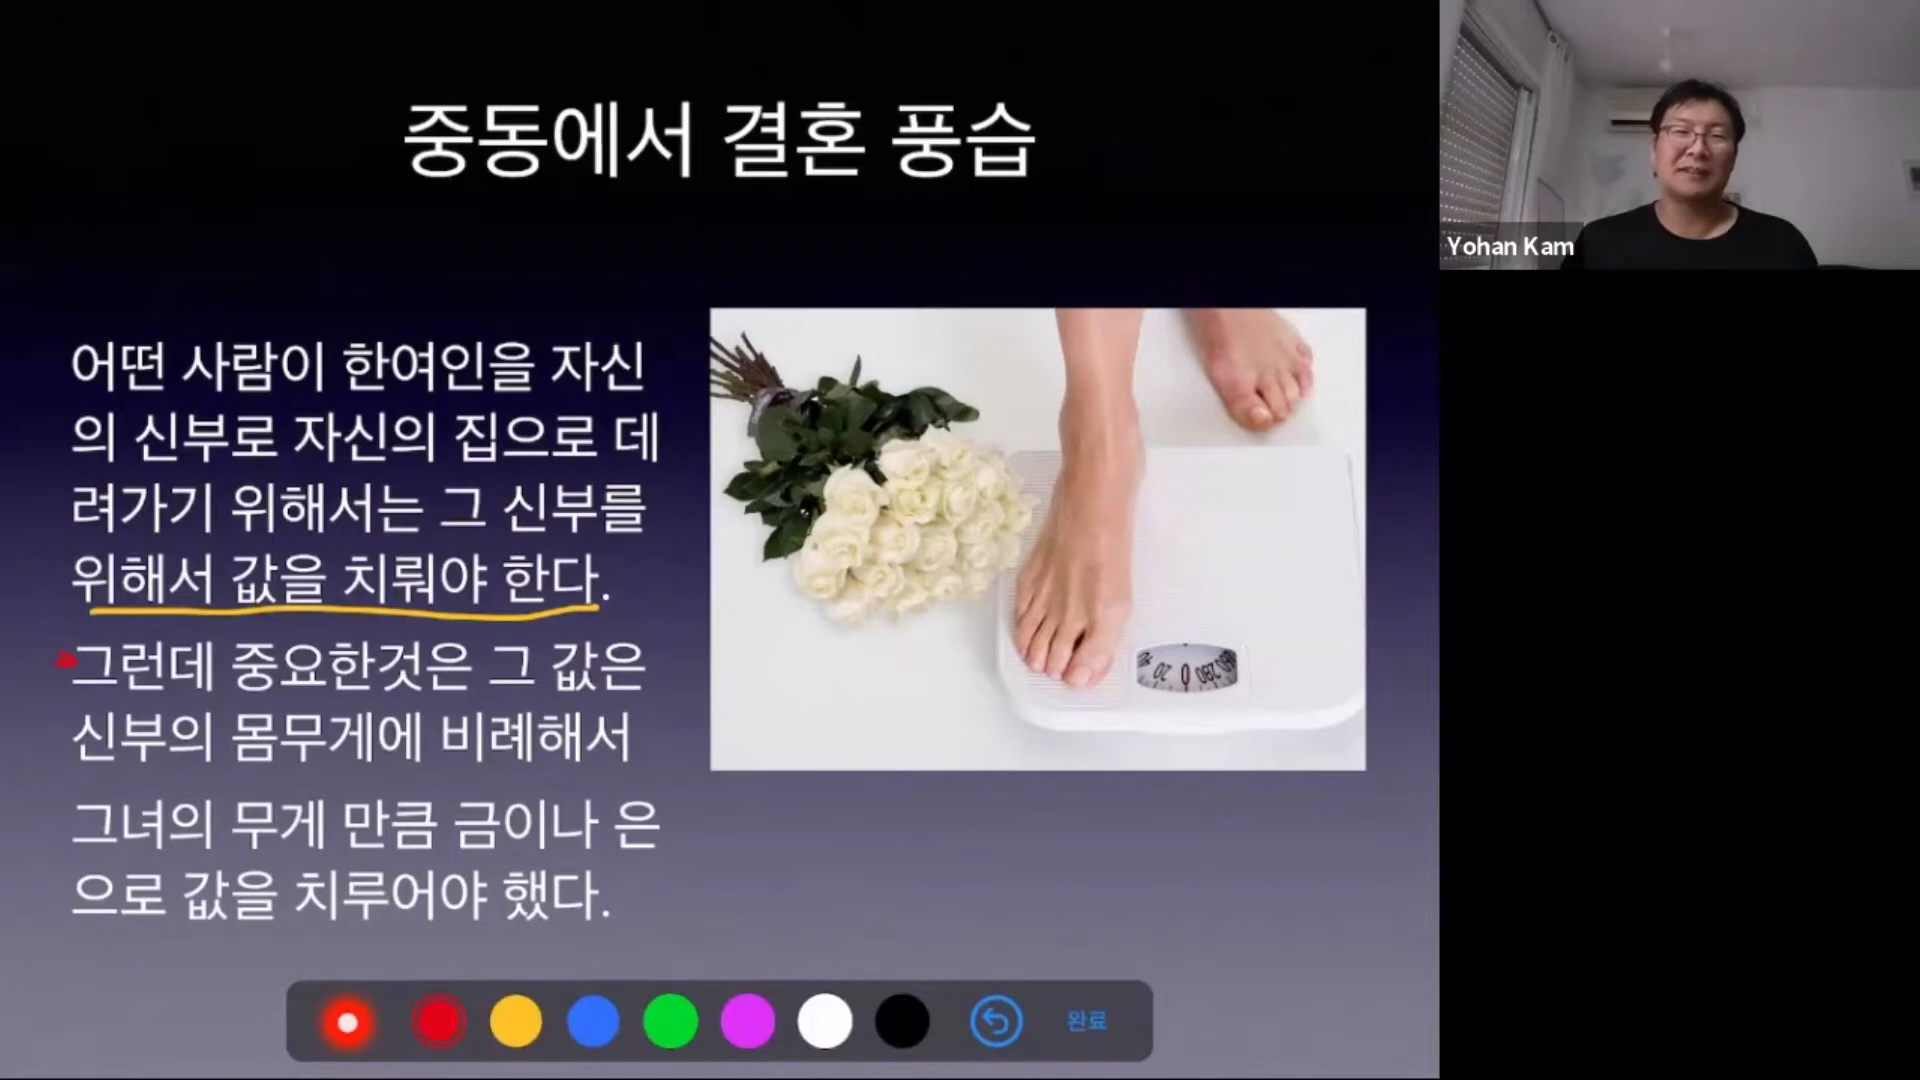 중동에서 결혼 풍습
어떤 사람이 한여인을 자신
의 신부로 자신의 집으로 데
려가기 위해서는 그 신부를
위해서 값을 치뤄야 한다.
그런데 중요한것은 그 값은
신부의 몸무게에 비례해서
그녀의 무게 만큼 금이나 은
으로 값을 치루어야 했다.
완료
Yohan Kam